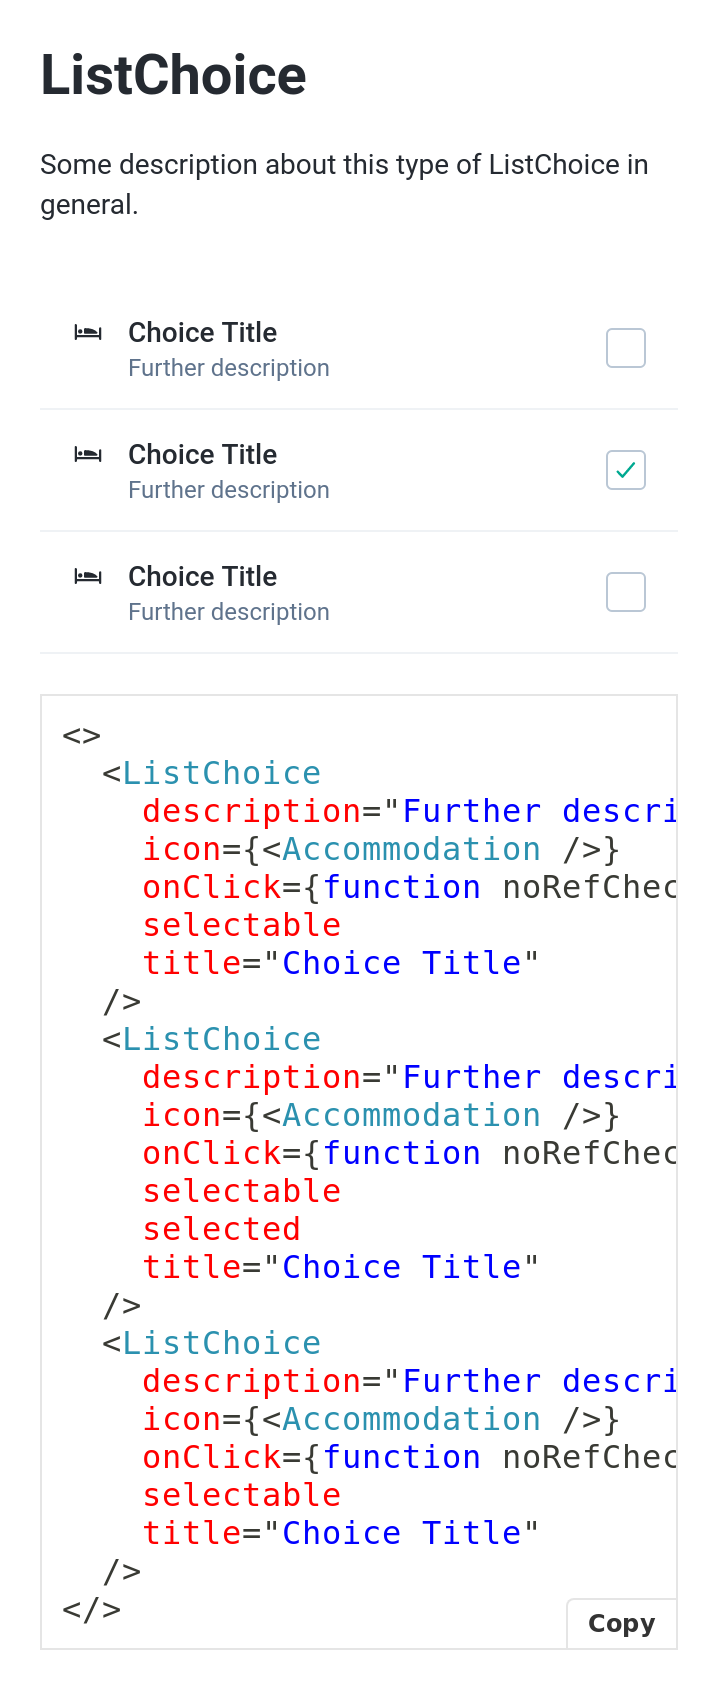 ListChoice
Some description about this type of ListChoice in
general.
Choice Title
Further description
Choice Title
Further description
Choice Title
Further description
<>
  <ListChoice
    description="Further descri
    icon={<Accommodation />}
    onClick={function noRefChec
    selectable
    title="Choice Title"
  />
  <ListChoice
    description="Further descri
    icon={<Accommodation />}
    onClick={function noRefChec
    selectable
    selected
    title="Choice Title"
  />
  <ListChoice
    description="Further descri
    icon={<Accommodation />}
    onClick={function noRefChec
    selectable
    title="Choice Title"
  />
</>
Copy